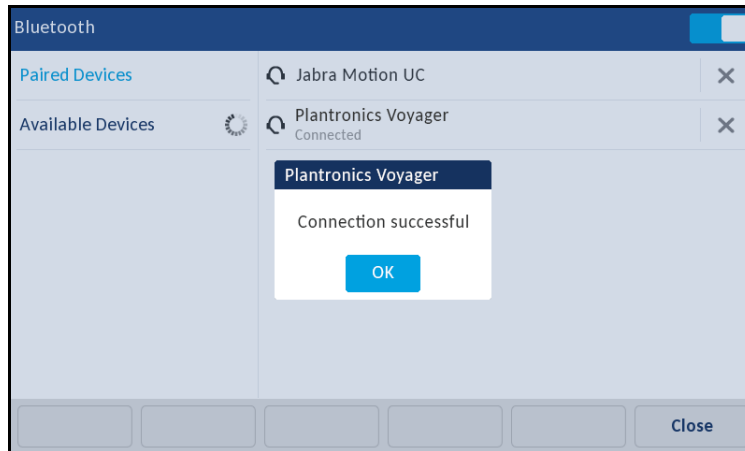 Bluetooth
Paired Devices
Jabra Motion UC
Available Devices
Plantronics Voyager
Connected
Plantronics Voyager
Connection successful
OK
Close